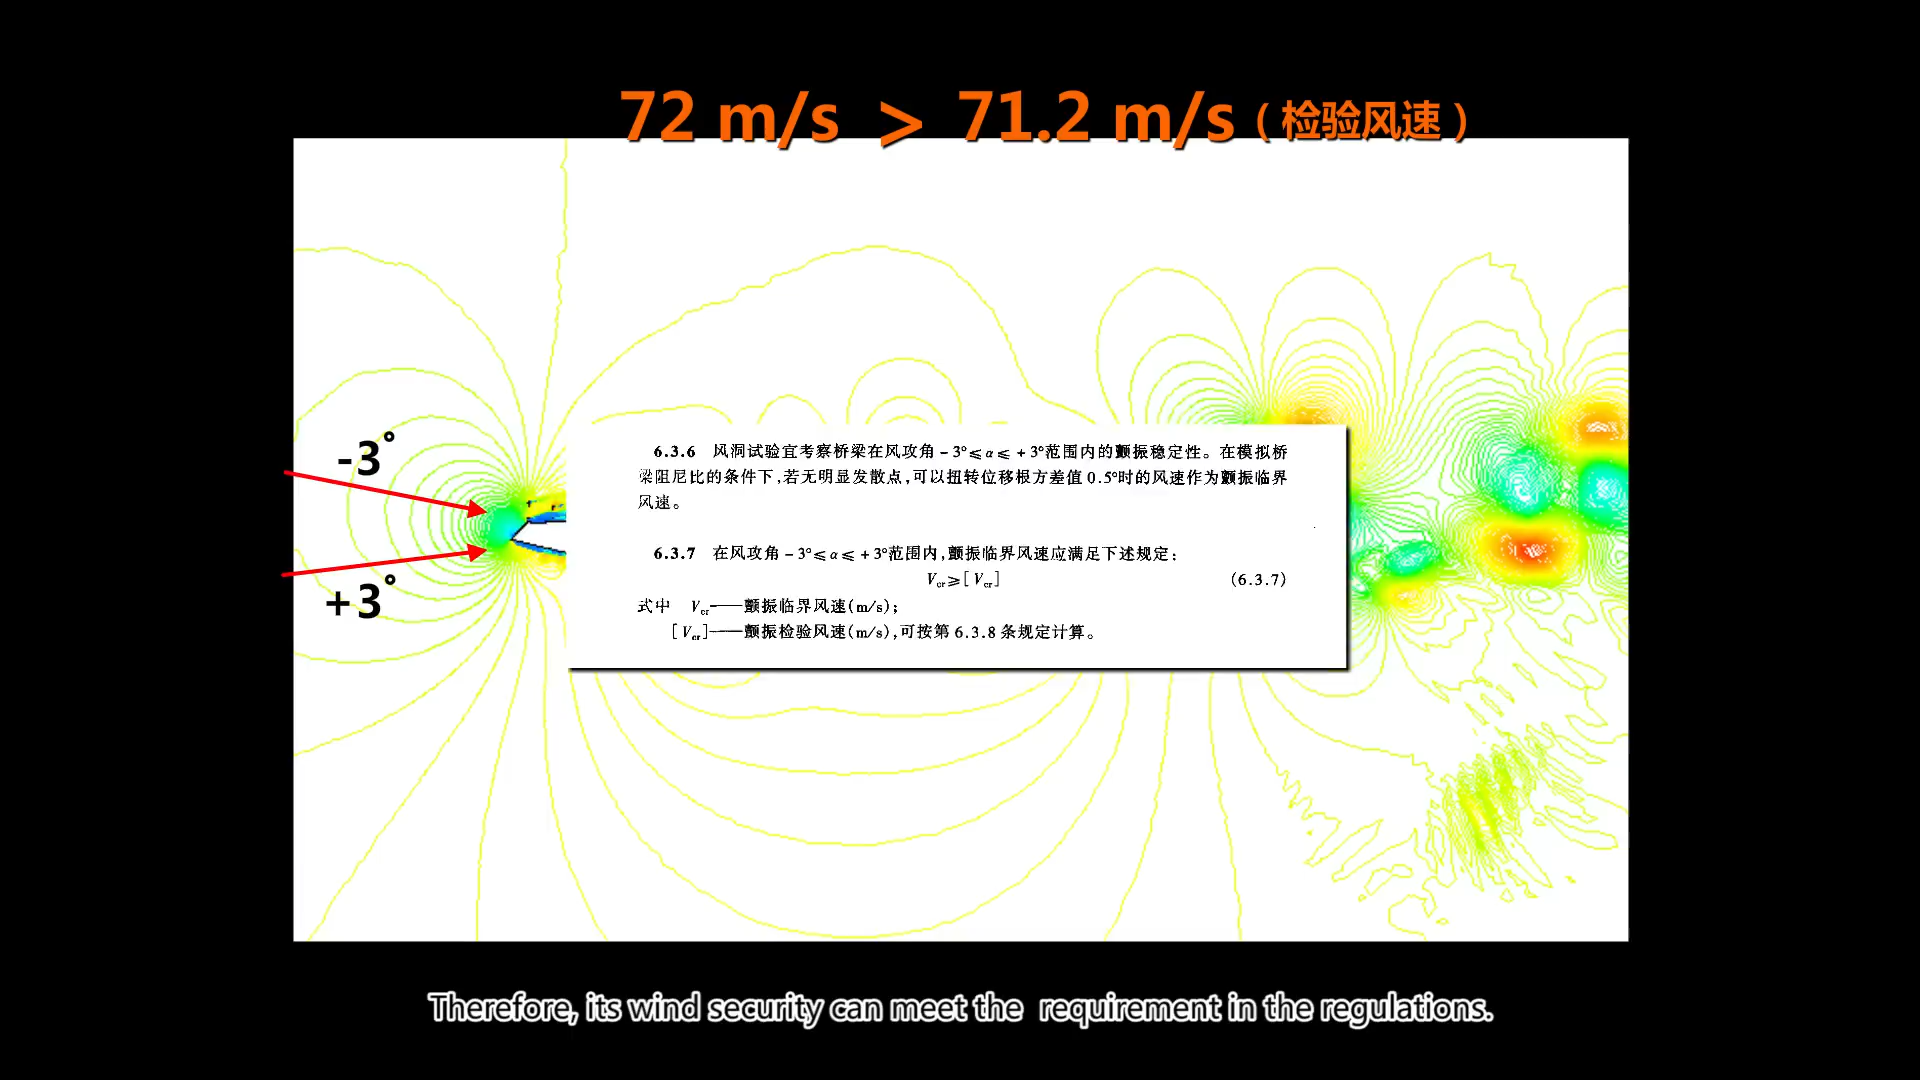 72 m/s > 71.2 m/s（检验风速）
-3°
+3°
6.3.6 风洞试验宜考察桥梁在风攻角－3°≤α≤＋3°范围内的颤振稳定性。在模拟桥
梁阻尼比的条件下,若无明显发散点,可以扭转位移根方差值0.5°时的风速作为颤振临界
风速。
6.3.7 在风攻角－3°≤α≤＋3°范围内,颤振临界风速应满足下述规定:
Vcr≥[Vcr] (6.3.7)
式中 Vcr——颤振临界风速(m/s);
[Vcr]——颤振检验风速(m/s),可按第6.3.8条规定计算。
Therefore, its wind security can meet the requirement in the regulations.